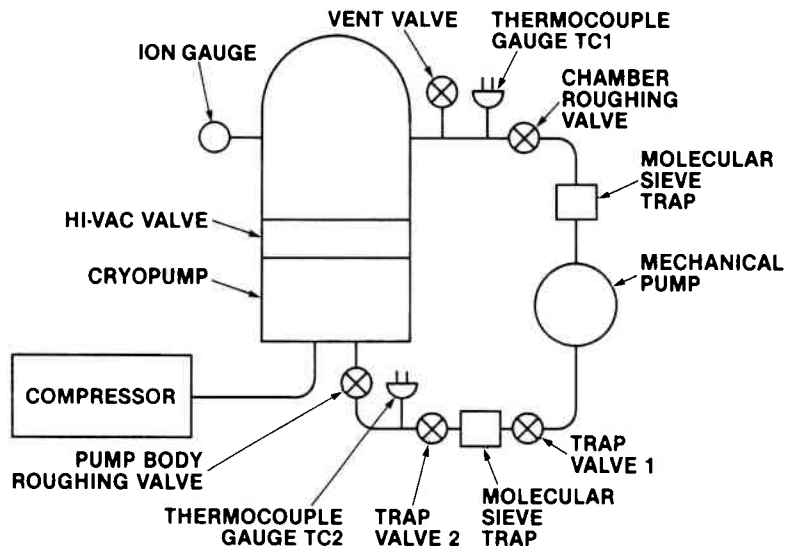 VENT VALVE
THERMOCOUPLE
GAUGE TC1
ION GAUGE
CHAMBER
ROUGHING
VALVE
MOLECULAR
SIEVE
TRAP
HI-VAC VALVE
CRYOPUMP
MECHANICAL
PUMP
COMPRESSOR
PUMP BODY
ROUGHING VALVE
THERMOCOUPLE
GAUGE TC2
TRAP
VALVE 2
MOLECULAR
SIEVE
TRAP
TRAP
VALVE 1